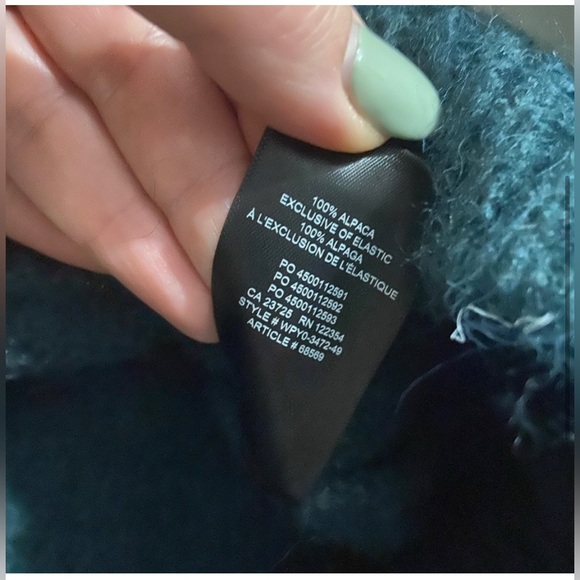 100% ALPACA
EXCLUSIVE OF ELASTIC
100% ALPAGA
À L'EXCLUSION DE L'ÉLASTIQUE
PO 4500112591
PO 4500112592
PO 4500112593
CA 23725 RN 122354
STYLE # WPY0-3472-49
ARTICLE # 68569